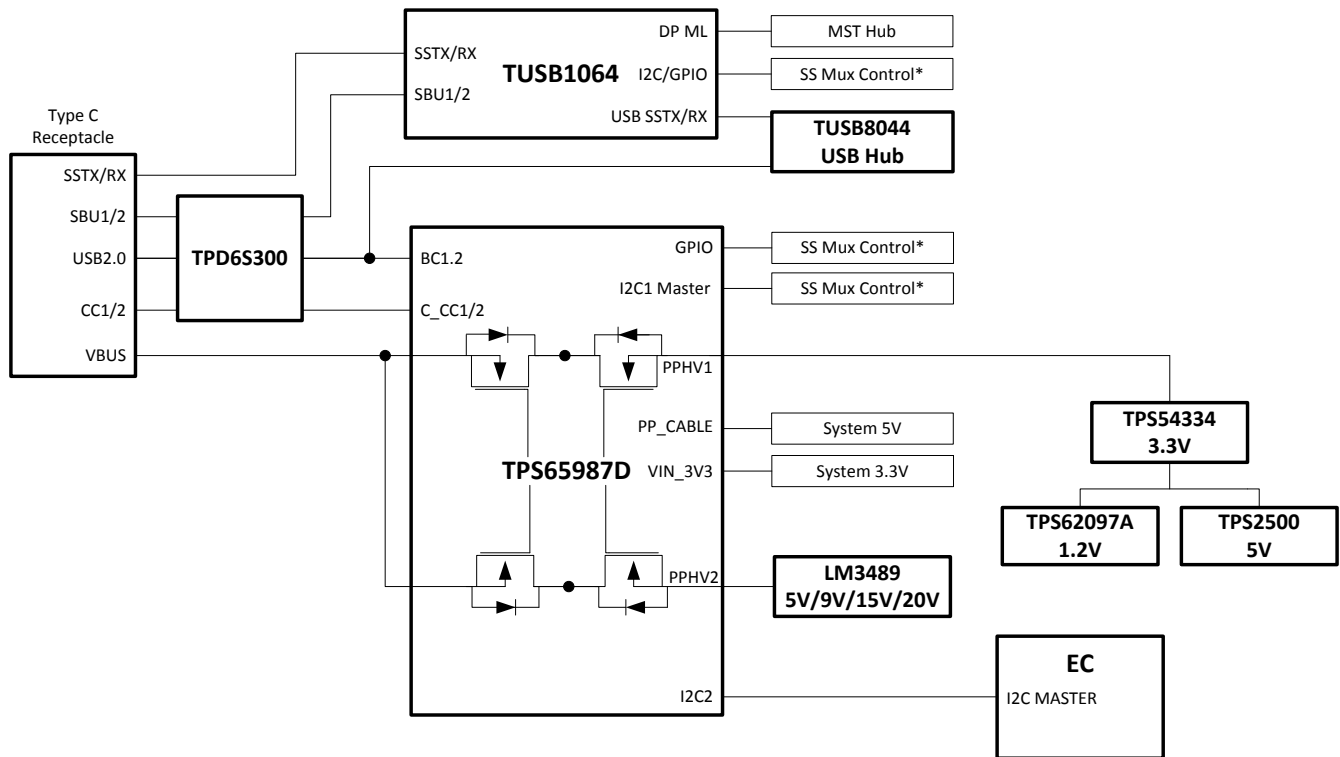 DP ML
MST Hub
SSTX/RX
TUSB1064
I2C/GPIO
SS Mux Control*
SBU1/2
USB SSTX/RX
TUSB8044
USB Hub
Type C
Receptacle
SSTX/RX
SBU1/2
USB2.0
CC1/2
VBUS
TPD6S300
BC1.2
C_CC1/2
GPIO
SS Mux Control*
I2C1 Master
SS Mux Control*
PPHV1
PP_CABLE
System 5V
TPS65987D
VIN_3V3
System 3.3V
PPHV2
LM3489
5V/9V/15V/20V
I2C2
TPS54334
3.3V
TPS62097A
1.2V
TPS2500
5V
EC
I2C MASTER